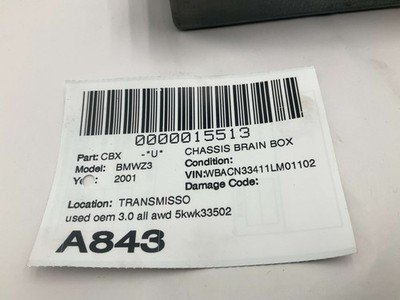 0000015513
Part: CBX -*U* CHASSIS BRAIN BOX
Model: BMWZ3 Condition:
2001 VIN:WBACN33411LM01102
Damage Code:
Location: TRANSMISSO
used oem 3.0 all awd 5kwk33502
A843